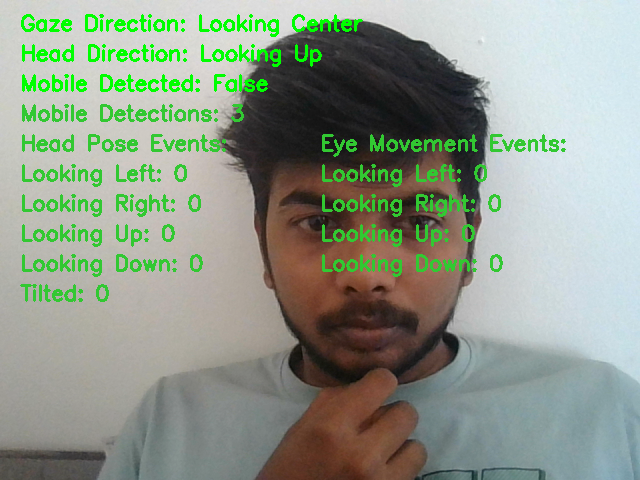 Gaze Direction: Looking Center
Head Direction: Looking Up
Mobile Detected: False
Mobile Detections: 3
Head Pose Events:
Looking Left: 0
Looking Right: 0
Looking Up: 0
Looking Down: 0
Tilted: 0
Eye Movement Events:
Looking Left: 0
Looking Right: 0
Looking Up: 0
Looking Down: 0